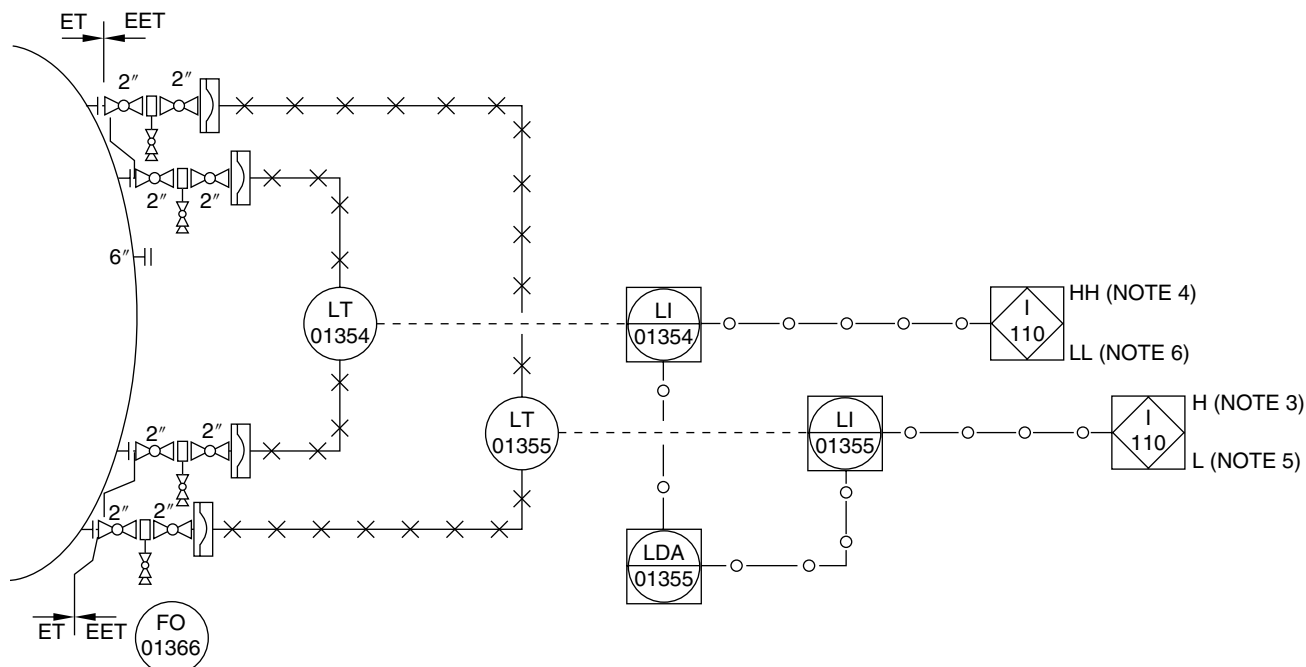 ET EET
2″ 2″
2″ 2″
6″
LT
01354
LI
01354
I
110
HH (NOTE 4)
LL (NOTE 6)
LT
01355
LI
01355
I
110
H (NOTE 3)
L (NOTE 5)
2″ 2″
2″ 2″
LDA
01355
ET EET
FO
01366